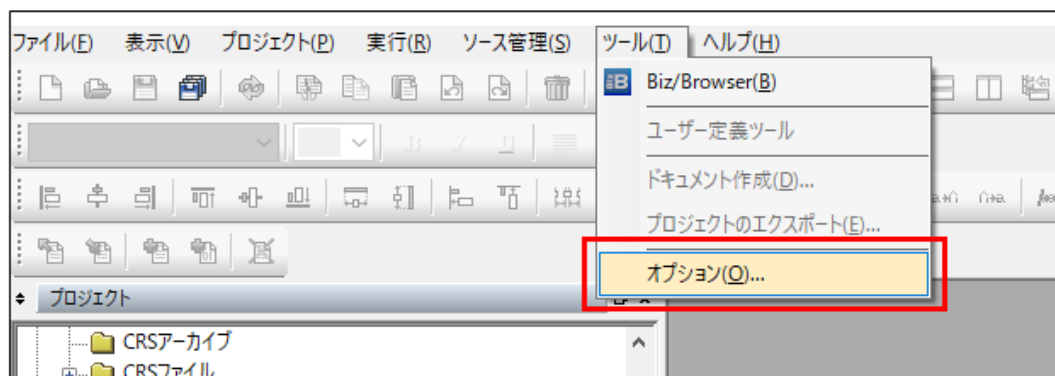 ファイル(F) 表示(V) プロジェクト(P) 実行(R) ソース管理(S) ツール(T) ヘルプ(H)
Biz/Browser(B)
ユーザー定義ツール
ドキュメント作成(D)...
プロジェクトのエクスポート(E)...
オプション(O)...
プロジェクト
CRSアーカイブ
CRSファイル